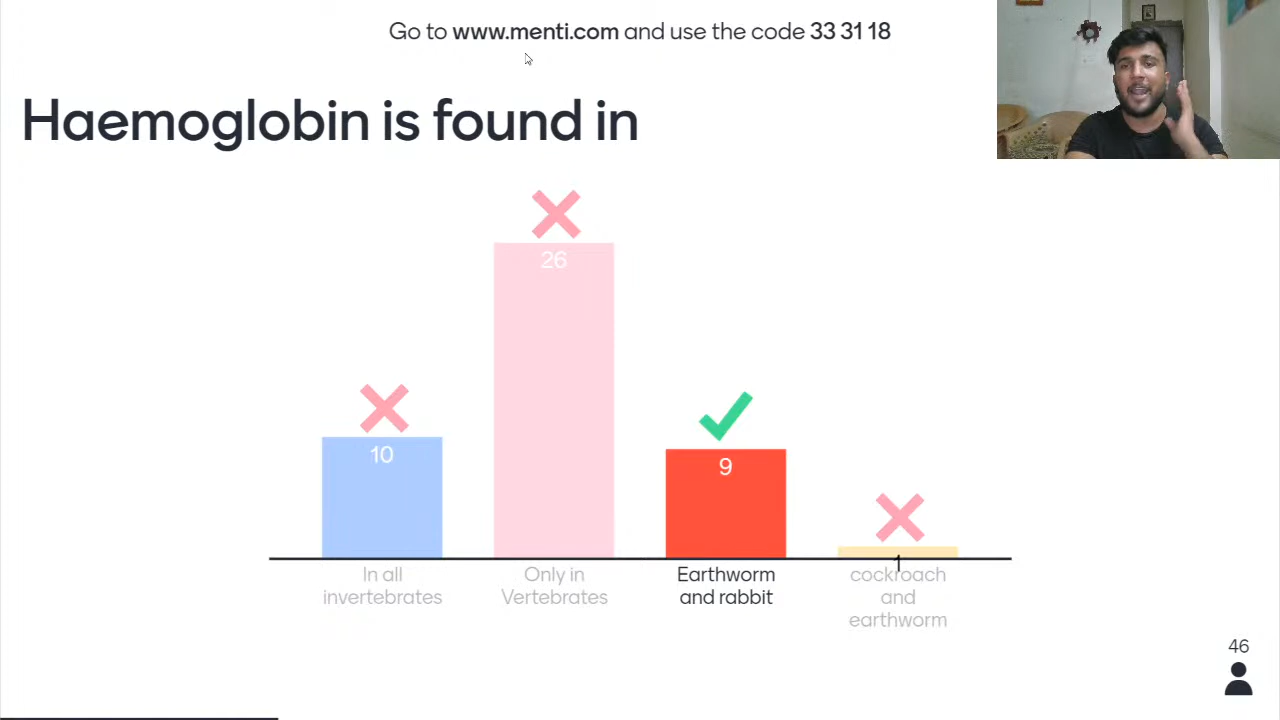 Go to www.menti.com and use the code 33 31 18
Haemoglobin is found in
26
10
9
1
In all
invertebrates
Only in
Vertebrates
Earthworm
and rabbit
cockroach
and
earthworm
46